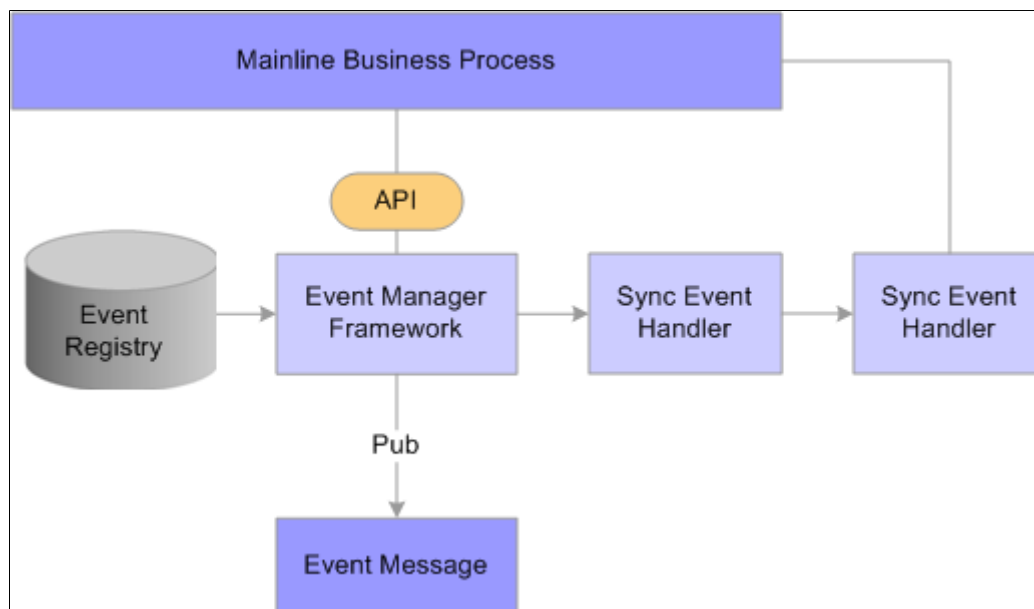 Mainline Business Process
API
Event
Registry
Event Manager
Framework
Sync Event
Handler
Sync Event
Handler
Pub
Event Message